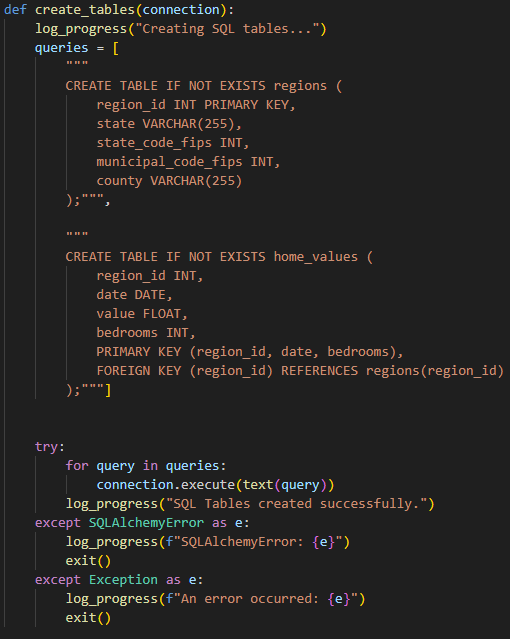 def create_tables(connection):
    log_progress("Creating SQL tables...")
    queries = [
        """
        CREATE TABLE IF NOT EXISTS regions (
            region_id INT PRIMARY KEY,
            state VARCHAR(255),
            state_code_fips INT,
            municipal_code_fips INT,
            county VARCHAR(255)
        );""",
        """
        CREATE TABLE IF NOT EXISTS home_values (
            region_id INT,
            date DATE,
            value FLOAT,
            bedrooms INT,
            PRIMARY KEY (region_id, date, bedrooms),
            FOREIGN KEY (region_id) REFERENCES regions(region_id)
        );"""]
    try:
        for query in queries:
            connection.execute(text(query))
        log_progress("SQL Tables created successfully.")
    except SQLAlchemyError as e:
        log_progress(f"SQLAlchemyError: {e}")
        exit()
    except Exception as e:
        log_progress(f"An error occurred: {e}")
        exit()